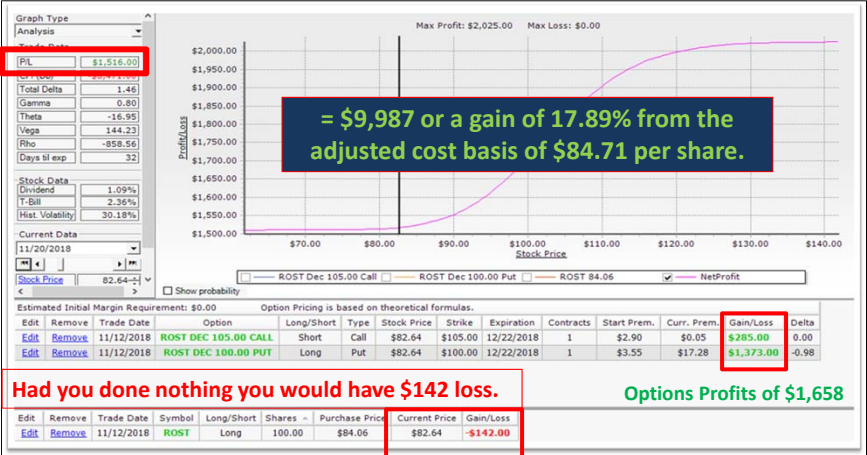 Graph Type
Analysis
Max Profit: $2,025.00 Max Loss: $0.00
Trade Data
P/L $1,516.00
Total Delta 1.46
Gamma 0.80
Theta -16.95
Vega 144.23
Rho -858.56
Days til exp 32
Stock Data
Dividend 1.09%
T-Bill 2.36%
Hist. Volatility 30.18%
Current Data
11/20/2018
Stock Price 82.64
Profit/Loss
$2,000.00
$1,950.00
$1,900.00
$1,850.00
$1,800.00
$1,750.00
$1,700.00
$1,650.00
$1,600.00
$1,550.00
$1,500.00
= $9,987 or a gain of 17.89% from the
adjusted cost basis of $84.71 per share.
$70.00 $80.00 $90.00 $100.00 $110.00 $120.00 $130.00 $140.00
Stock Price
ROST Dec 105.00 Call ROST Dec 100.00 Put ROST 84.06 NetProfit
Show probability
Estimated Initial Margin Requirement: $0.00 Option Pricing is based on theoretical formulas.
Edit Remove Trade Date Option Long/Short Type Stock Price Strike Expiration Contracts Start Prem. Curr. Prem. Gain/Loss Delta
Edit Remove 11/12/2018 ROST DEC 105.00 CALL Short Call $82.64 $105.00 12/22/2018 1 $2.90 $0.05 $285.00 0.00
Edit Remove 11/12/2018 ROST DEC 100.00 PUT Long Put $82.64 $100.00 12/22/2018 1 $3.55 $17.28 $1,373.00 -0.98
Had you done nothing you would have $142 loss.
Options Profits of $1,658
Edit Remove Trade Date Symbol Long/Short Shares Purchase Price Current Price Gain/Loss
Edit Remove 11/12/2018 ROST Long 100.00 $84.06 $82.64 -$142.00